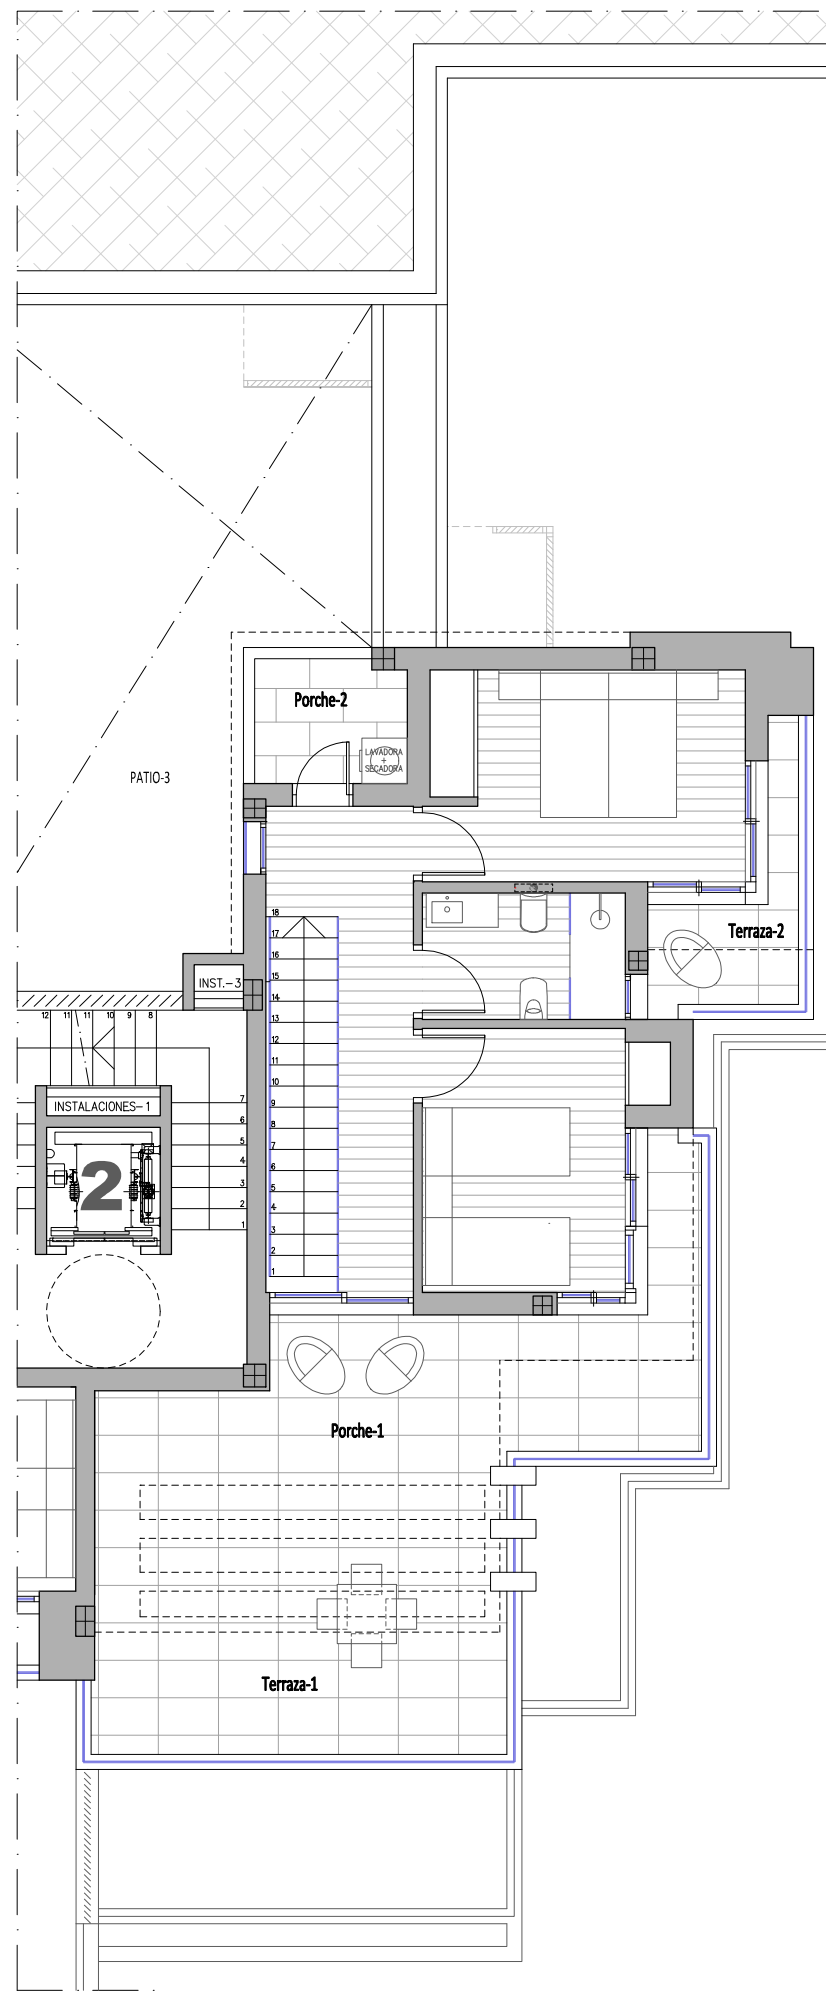 Porche-2
LAVADORA
+
SECADORA
PATIO-3
Terraza-2
INST.-3
18
17
16
15
14
13
12
11
10
9
8
7
6
5
4
3
2
1
12 11 11 10 9 8
INSTALACIONES-1
7
6
5
4
3
2
1
2
Porche-1
Terraza-1